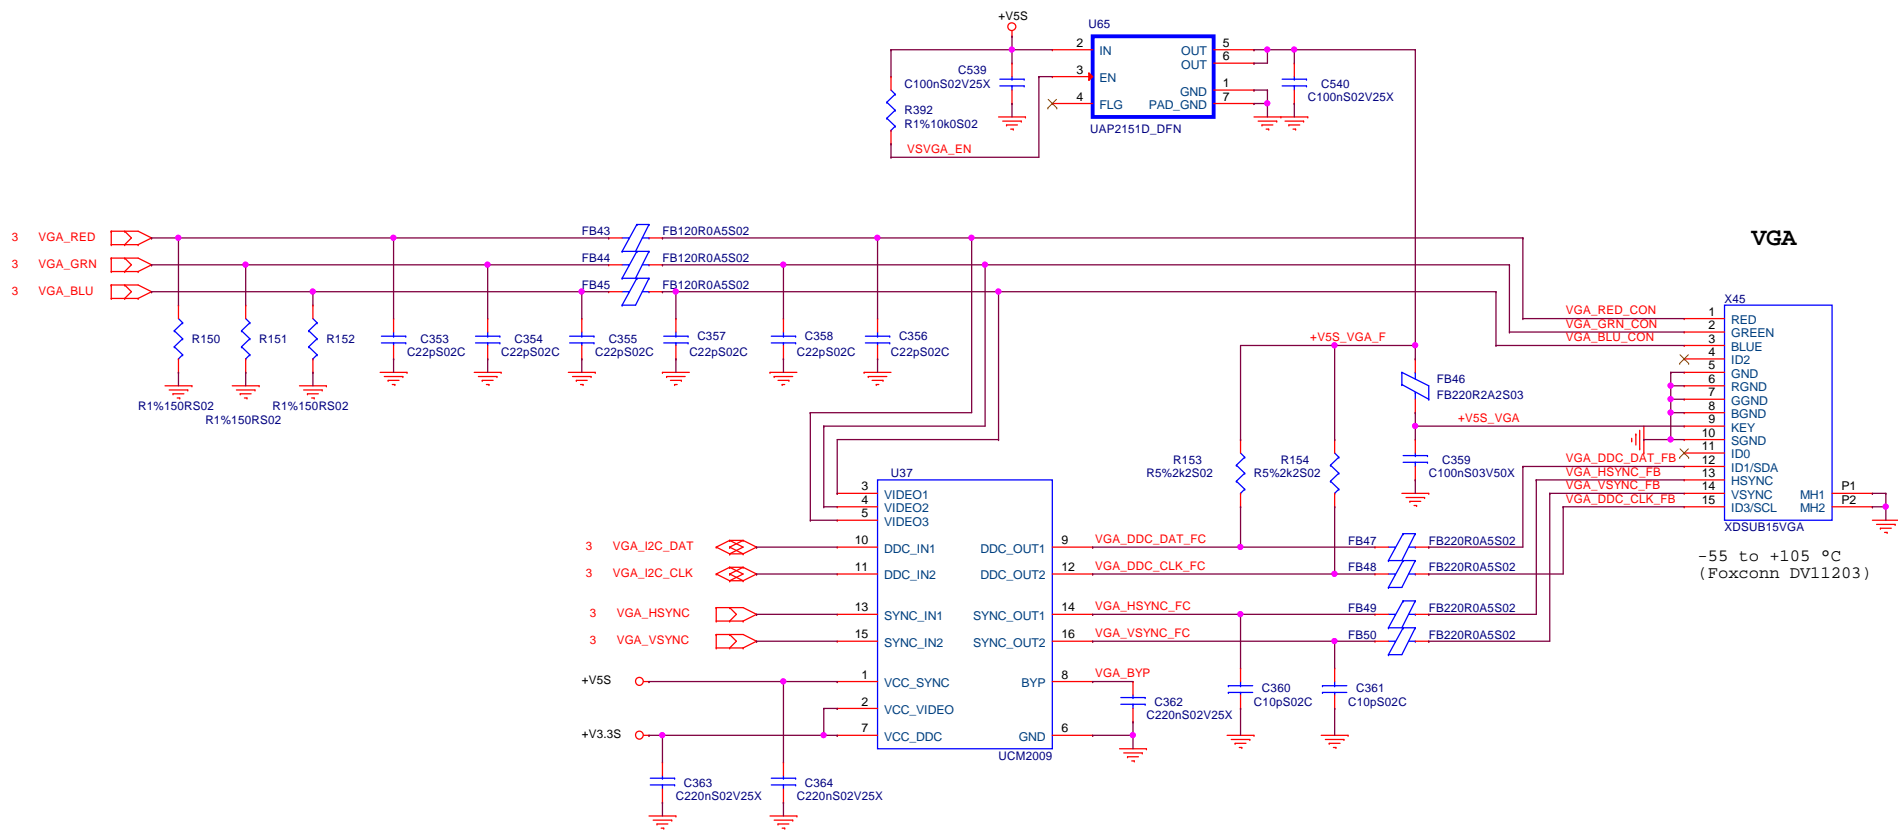 +V5S
U65
2 IN
3 EN
4 FLG
OUT 5
OUT 6
GND 1
PAD_GND 7
UAP2151D_DFN
C539
C100nS02V25X
C540
C100nS02V25X
R392
R1%10k0S02
VSVGA_EN
3 VGA_RED
3 VGA_GRN
3 VGA_BLU
FB43 FB120R0A5S02
FB44 FB120R0A5S02
FB45 FB120R0A5S02
R150
R151
R152
R1%150RS02
R1%150RS02
R1%150RS02
C353
C22pS02C
C354
C22pS02C
C355
C22pS02C
C357
C22pS02C
C358
C22pS02C
C356
C22pS02C
VGA
X45
VGA_RED_CON 1 RED
VGA_GRN_CON 2 GREEN
VGA_BLU_CON 3 BLUE
4 ID2
5 GND
6 RGND
7 GGND
8 BGND
9 KEY
10 SGND
11 ID0
VGA_DDC_DAT_FB 12 ID1/SDA
VGA_HSYNC_FB 13 HSYNC
VGA_VSYNC_FB 14 VSYNC
VGA_DDC_CLK_FB 15 ID3/SCL
MH1 P1
MH2 P2
XDSUB15VGA
-55 to +105 ºC
(Foxconn DV11203)
+V5S_VGA_F
FB46
FB220R2A2S03
+V5S_VGA
C359
C100nS03V50X
R153
R5%2k2S02
R154
R5%2k2S02
U37
3 VIDEO1
4 VIDEO2
5 VIDEO3
3 VGA_I2C_DAT 10 DDC_IN1
3 VGA_I2C_CLK 11 DDC_IN2
3 VGA_HSYNC 13 SYNC_IN1
3 VGA_VSYNC 15 SYNC_IN2
+V5S 1 VCC_SYNC
2 VCC_VIDEO
+V3.3S 7 VCC_DDC
DDC_OUT1 9 VGA_DDC_DAT_FC FB47 FB220R0A5S02
DDC_OUT2 12 VGA_DDC_CLK_FC FB48 FB220R0A5S02
SYNC_OUT1 14 VGA_HSYNC_FC FB49 FB220R0A5S02
SYNC_OUT2 16 VGA_VSYNC_FC FB50 FB220R0A5S02
BYP 8 VGA_BYP
GND 6
UCM2009
C362
C220nS02V25X
C360
C10pS02C
C361
C10pS02C
C363
C220nS02V25X
C364
C220nS02V25X